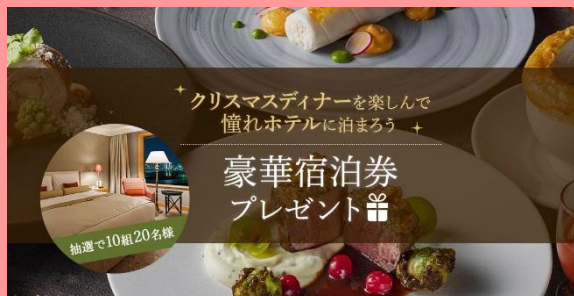 クリスマスディナーを楽しんで
憧れホテルに泊まろう
豪華宿泊券
プレゼント
抽選で10組20名様